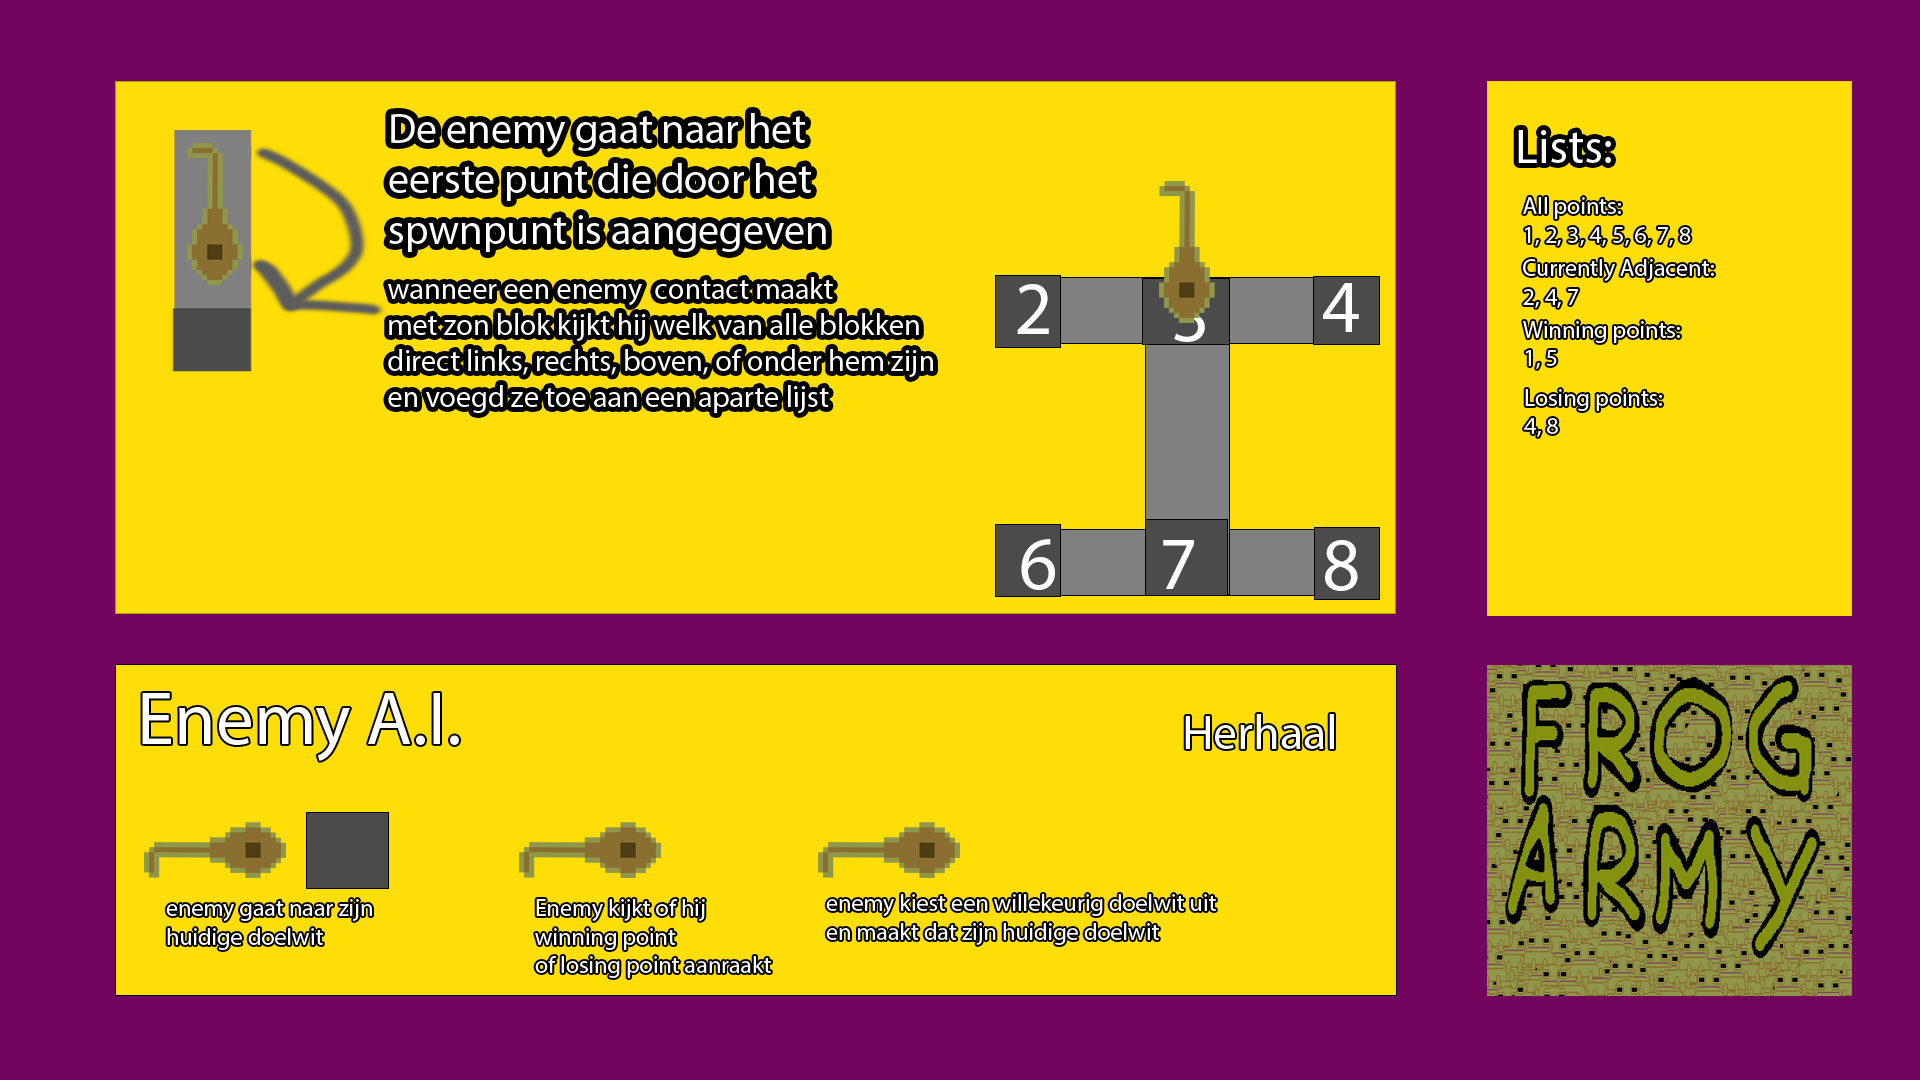 De enemy gaat naar het
eerste punt die door het
spwnpunt is aangegeven
wanneer een enemy contact maakt
met zon blok kijkt hij welk van alle blokken
direct links, rechts, boven, of onder hem zijn
en voegd ze toe aan een aparte lijst
2 3 4
6 7 8
Lists:
All points:
1, 2, 3, 4, 5, 6, 7, 8
Currently Adjacent:
2, 4, 7
Winning points:
1, 5
Losing points:
4, 8
Enemy A.I.
Herhaal
enemy gaat naar zijn
huidige doelwit
Enemy kijkt of hij
winning point
of losing point aanraakt
enemy kiest een willekeurig doelwit uit
en maakt dat zijn huidige doelwit
FROG
ARMY